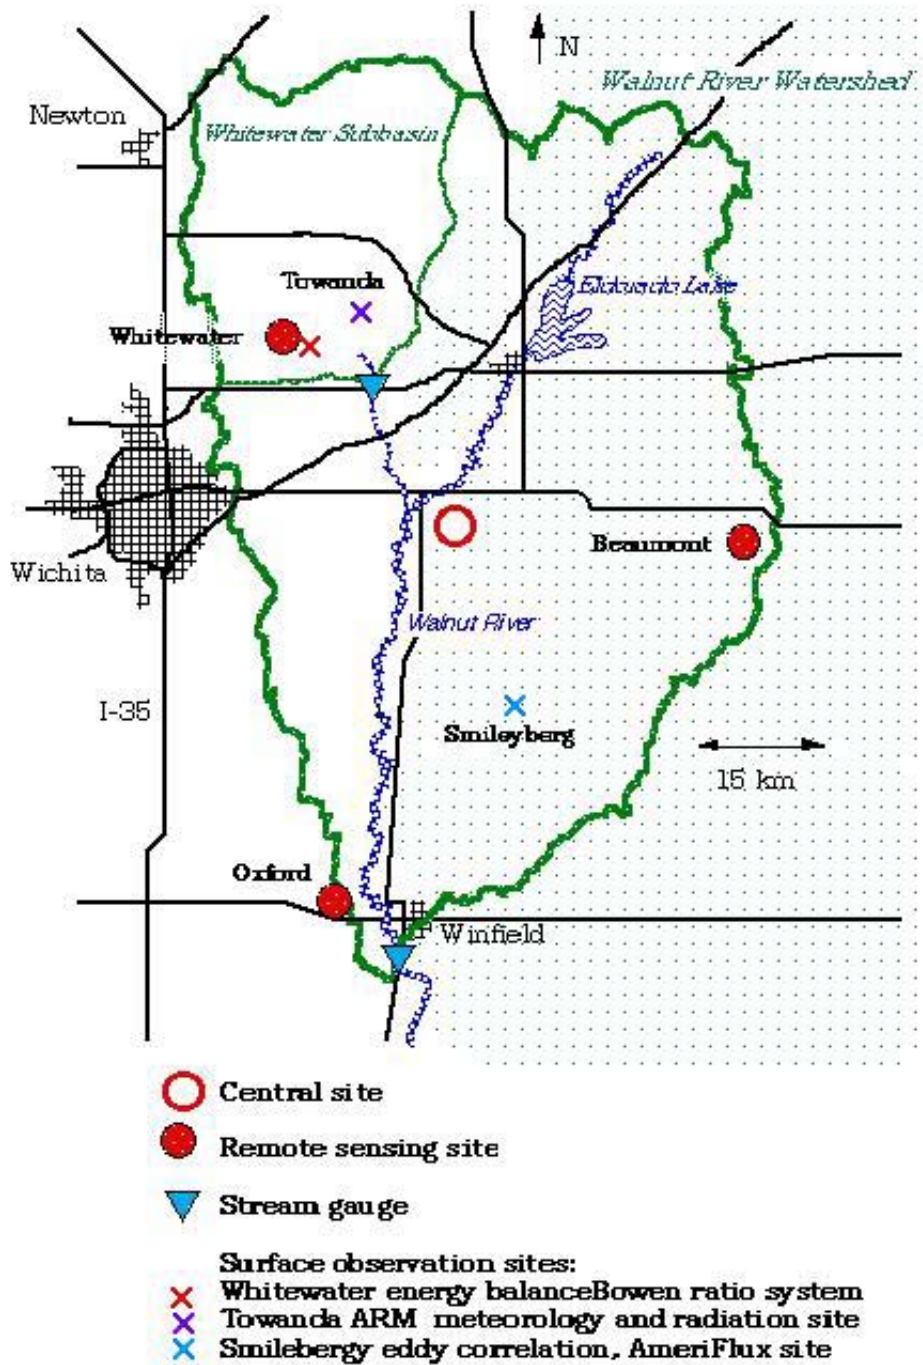 N
Walnut River Watershed
Newton
Whitewater Subbasin
Towanda
Eldorado Lake
Whitewater
Beaumont
Wichita
Walnut River
I-35
Smileyberg
15 km
Oxford
Winfield
Central site
Remote sensing site
Stream gauge
Surface observation sites:
Whitewater energy balanceBowen ratio system
Towanda ARM meteorology and radiation site
Smilebergy eddy correlation, AmeriFlux site